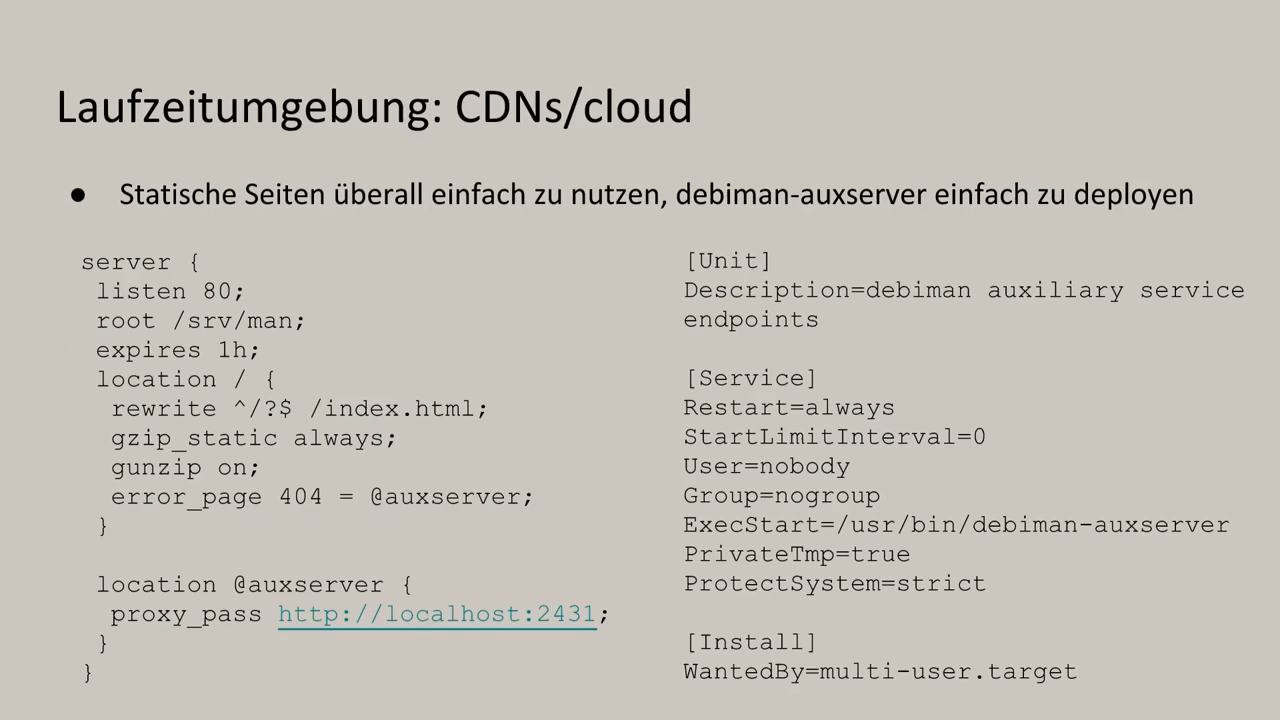 Laufzeitumgebung: CDNs/cloud
● Statische Seiten überall einfach zu nutzen, debiman-auxserver einfach zu deployen
server {
listen 80;
root /srv/man;
expires 1h;
location / {
rewrite ^/?$ /index.html;
gzip_static always;
gunzip on;
error_page 404 = @auxserver;
}
location @auxserver {
proxy_pass http://localhost:2431;
}
}
[Unit]
Description=debiman auxiliary service
endpoints
[Service]
Restart=always
StartLimitInterval=0
User=nobody
Group=nogroup
ExecStart=/usr/bin/debiman-auxserver
PrivateTmp=true
ProtectSystem=strict
[Install]
WantedBy=multi-user.target